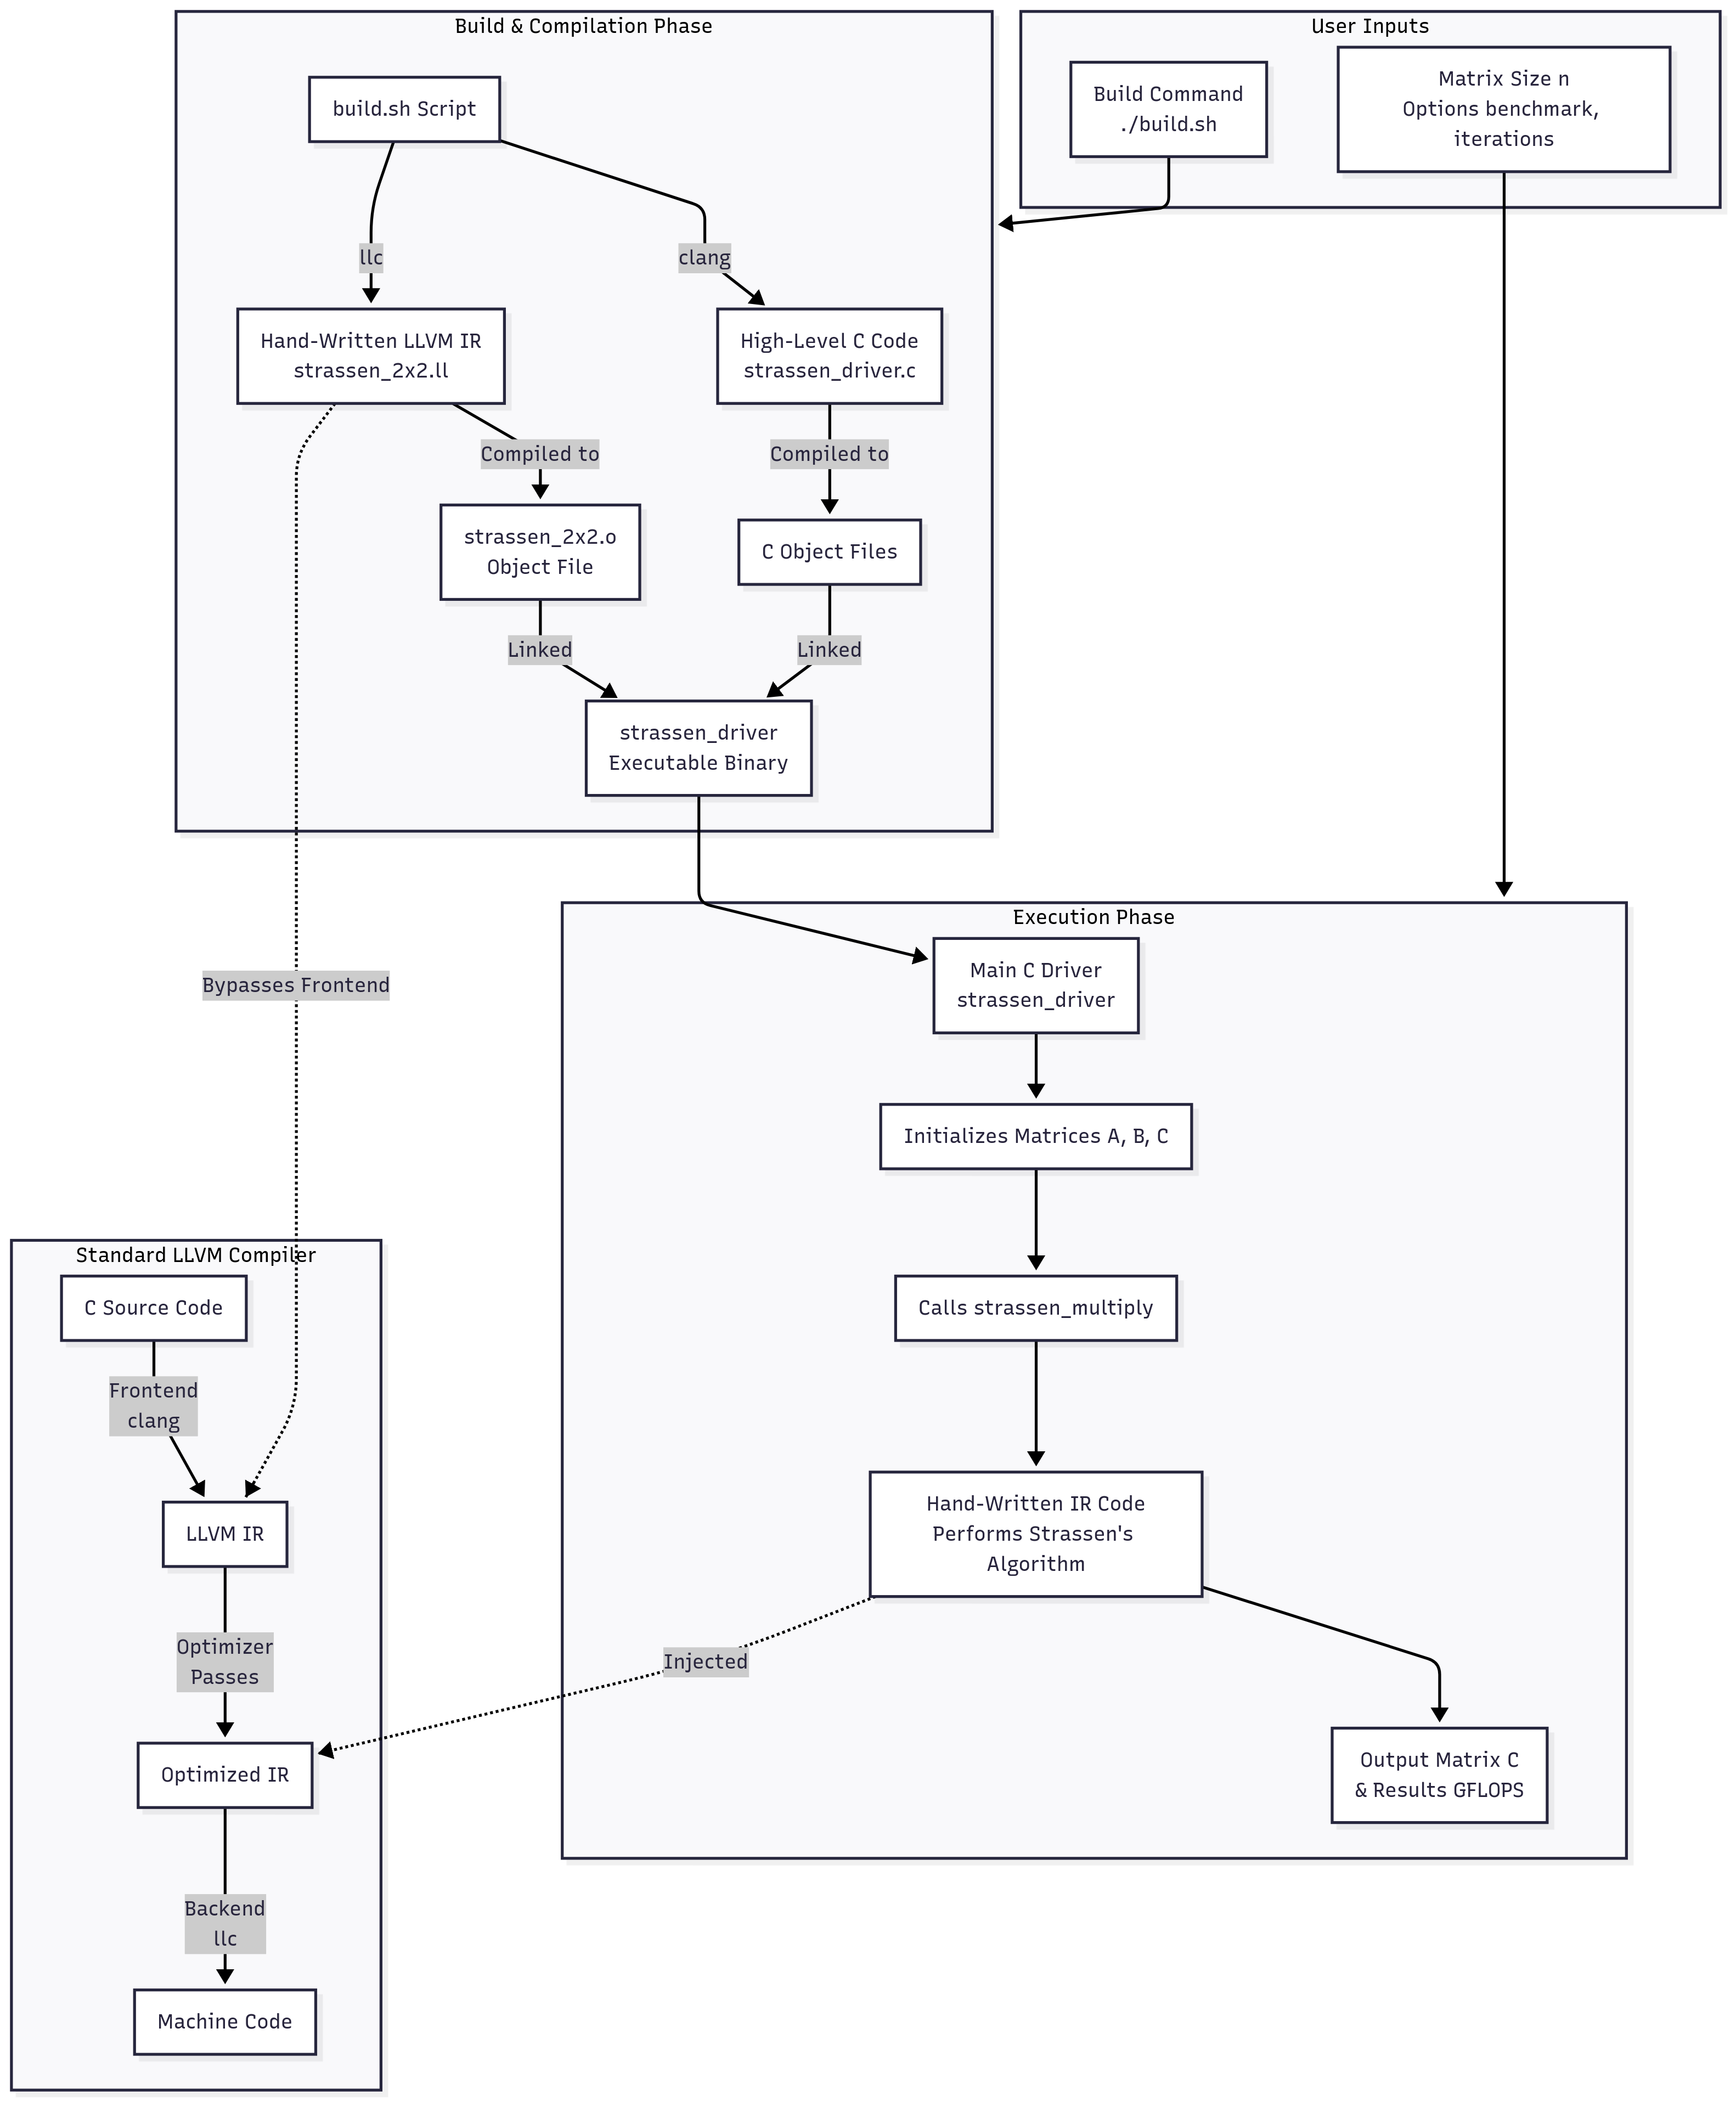 Build & Compilation Phase
build.sh Script
llc
clang
Hand-Written LLVM IR
strassen_2x2.ll
High-Level C Code
strassen_driver.c
Compiled to
Compiled to
strassen_2x2.o
Object File
C Object Files
Linked
Linked
strassen_driver
Executable Binary
User Inputs
Build Command
./build.sh
Matrix Size n
Options benchmark,
iterations
Bypasses Frontend
Execution Phase
Main C Driver
strassen_driver
Initializes Matrices A, B, C
Calls strassen_multiply
Hand-Written IR Code
Performs Strassen's
Algorithm
Injected
Output Matrix C
& Results GFLOPS
Standard LLVM Compiler
C Source Code
Frontend
clang
LLVM IR
Optimizer
Passes
Optimized IR
Backend
llc
Machine Code